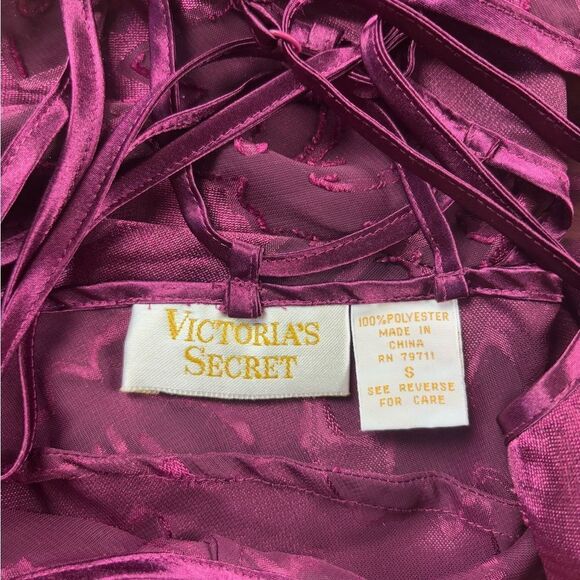 VICTORIA'S
SECRET
100% POLYESTER
MADE IN
CHINA
RN 79711
S
SEE REVERSE
FOR CARE